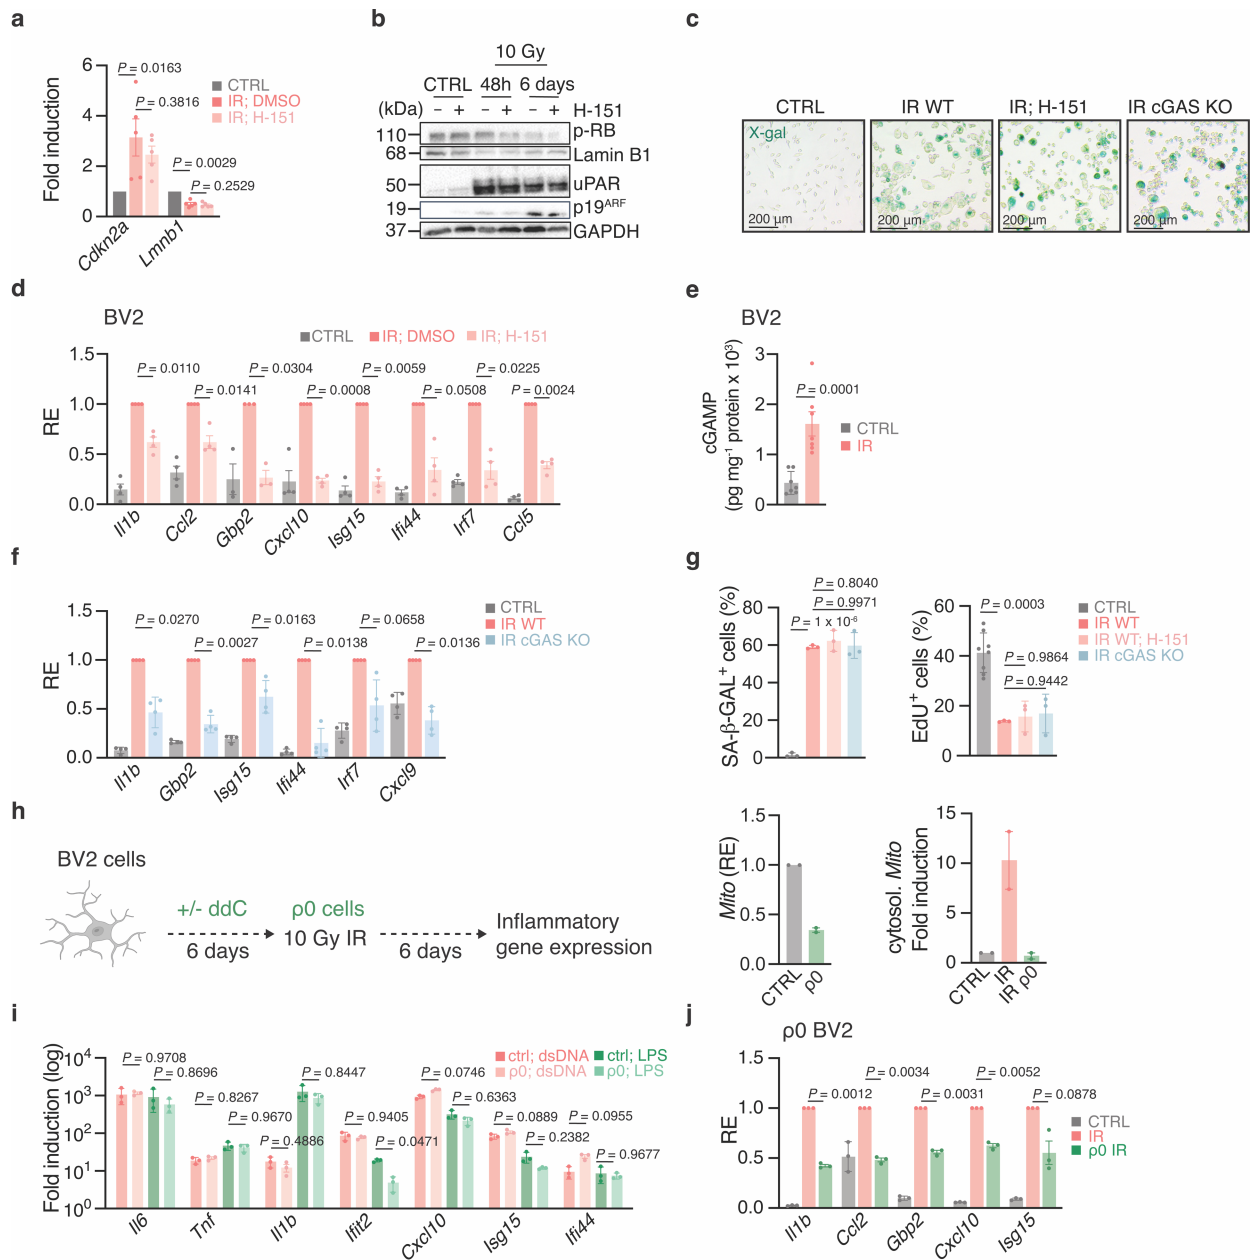 a
Fold induction
6
4
2
0
P = 0.0163
P = 0.3816
P = 0.0029
P = 0.2529
CTRL
IR; DMSO
IR; H-151
Cdkn2a
Lmnb1
b
10 Gy
CTRL 48h 6 days
(kDa) – + – + – + H-151
110 p-RB
68 Lamin B1
50 uPAR
19 p19ARF
37 GAPDH
c
CTRL IR WT IR; H-151 IR cGAS KO
X-gal
200 µm 200 µm 200 µm 200 µm
d
BV2
CTRL IR; DMSO IR; H-151
RE
1.5
1.0
0.5
0.0
P = 0.0110
P = 0.0141
P = 0.0304
P = 0.0008
P = 0.0059
P = 0.0508
P = 0.0225
P = 0.0024
Il1b
Ccl2
Gbp2
Cxcl10
Isg15
Ifi44
Irf7
Ccl5
e
BV2
cGAMP
(pg mg-1 protein x 10³)
3
2
1
0
P = 0.0001
CTRL
IR
f
RE
1.5
1.0
0.5
0.0
P = 0.0270
P = 0.0027
P = 0.0163
P = 0.0138
P = 0.0658
P = 0.0136
CTRL
IR WT
IR cGAS KO
Il1b
Gbp2
Isg15
Ifi44
Irf7
Cxcl9
g
SA-β-GAL+ cells (%)
80
60
40
20
0
P = 0.8040
P = 0.9971
P = 1 x 10-6
EdU+ cells (%)
60
40
20
0
P = 0.0003
P = 0.9864
P = 0.9442
CTRL
IR WT
IR WT; H-151
IR cGAS KO
h
BV2 cells
+/- ddC
6 days
ρ0 cells
10 Gy IR
6 days
Inflammatory
gene expression
Mito (RE)
1.5
1.0
0.5
0.0
CTRL
ρ0
cytosol. Mito
Fold induction
15
10
5
0
CTRL
IR
IR ρ0
i
Fold induction (log)
10⁴
10³
10²
10¹
10⁰
P = 0.9708
P = 0.8696
P = 0.8267
P = 0.9670
P = 0.4886
P = 0.8447
P = 0.9405
P = 0.0471
P = 0.0746
P = 0.6363
P = 0.0889
P = 0.2382
P = 0.0955
P = 0.9677
ctrl; dsDNA ctrl; LPS
ρ0; dsDNA ρ0; LPS
Il6
Tnf
Il1b
Ifit2
Cxcl10
Isg15
Ifi44
j
ρ0 BV2
RE
1.5
1.0
0.5
0.0
P = 0.0012
P = 0.0034
P = 0.0031
P = 0.0052
P = 0.0878
CTRL
IR
ρ0 IR
Il1b
Ccl2
Gbp2
Cxcl10
Isg15